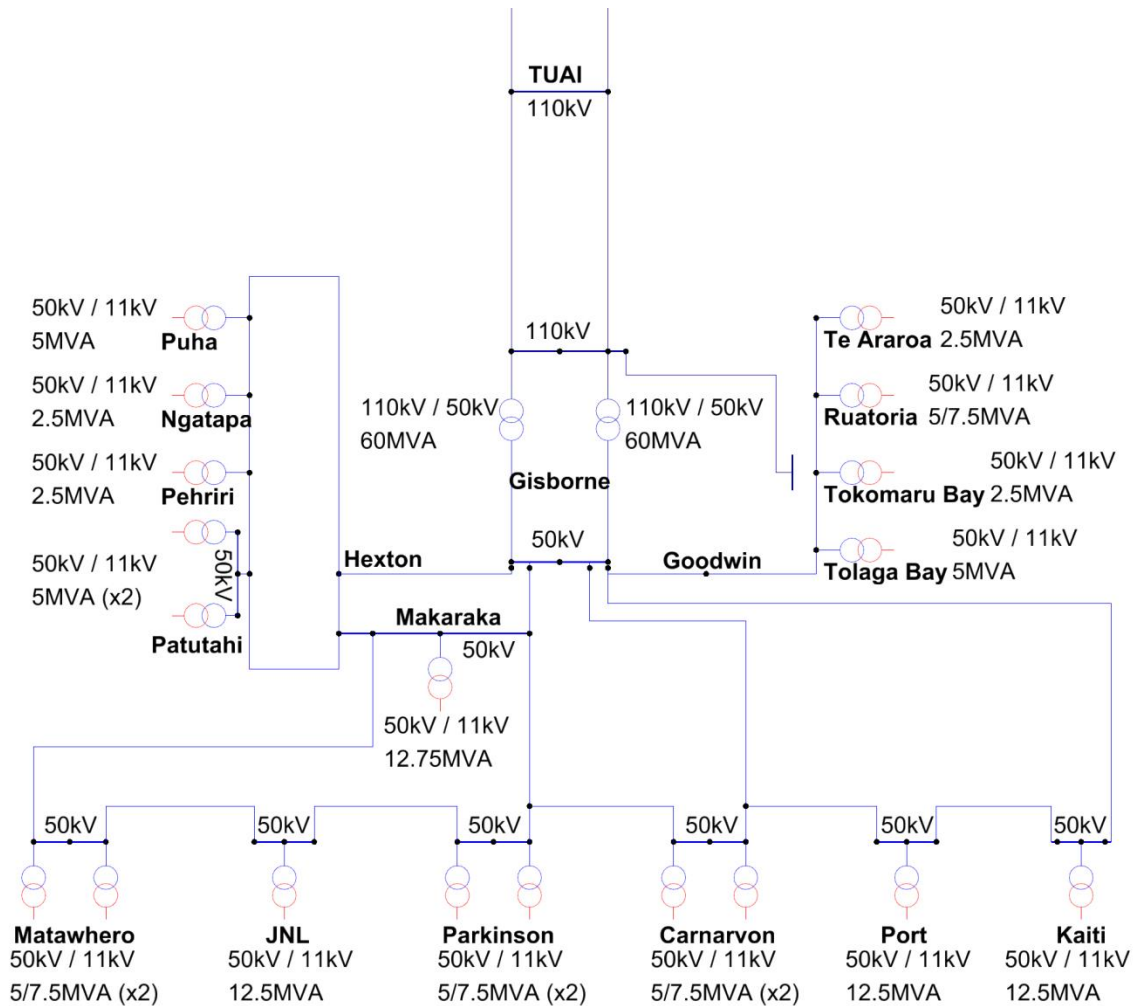 TUAI
110kV
110kV
50kV / 11kV
5MVA
Puha
50kV / 11kV
2.5MVA
Ngatapa
50kV / 11kV
2.5MVA
Pehriri
50kV / 11kV
5MVA (x2)
50kV
Patutahi
110kV / 50kV
60MVA
110kV / 50kV
60MVA
Gisborne
50kV
Hexton
Goodwin
50kV / 11kV
Te Araroa 2.5MVA
50kV / 11kV
Ruatoria 5/7.5MVA
50kV / 11kV
Tokomaru Bay 2.5MVA
50kV / 11kV
Tolaga Bay 5MVA
Makaraka
50kV
50kV / 11kV
12.75MVA
50kV
50kV
50kV
50kV
50kV
50kV
Matawhero
50kV / 11kV
5/7.5MVA (x2)
JNL
50kV / 11kV
12.5MVA
Parkinson
50kV / 11kV
5/7.5MVA (x2)
Carnarvon
50kV / 11kV
5/7.5MVA (x2)
Port
50kV / 11kV
12.5MVA
Kaiti
50kV / 11kV
12.5MVA